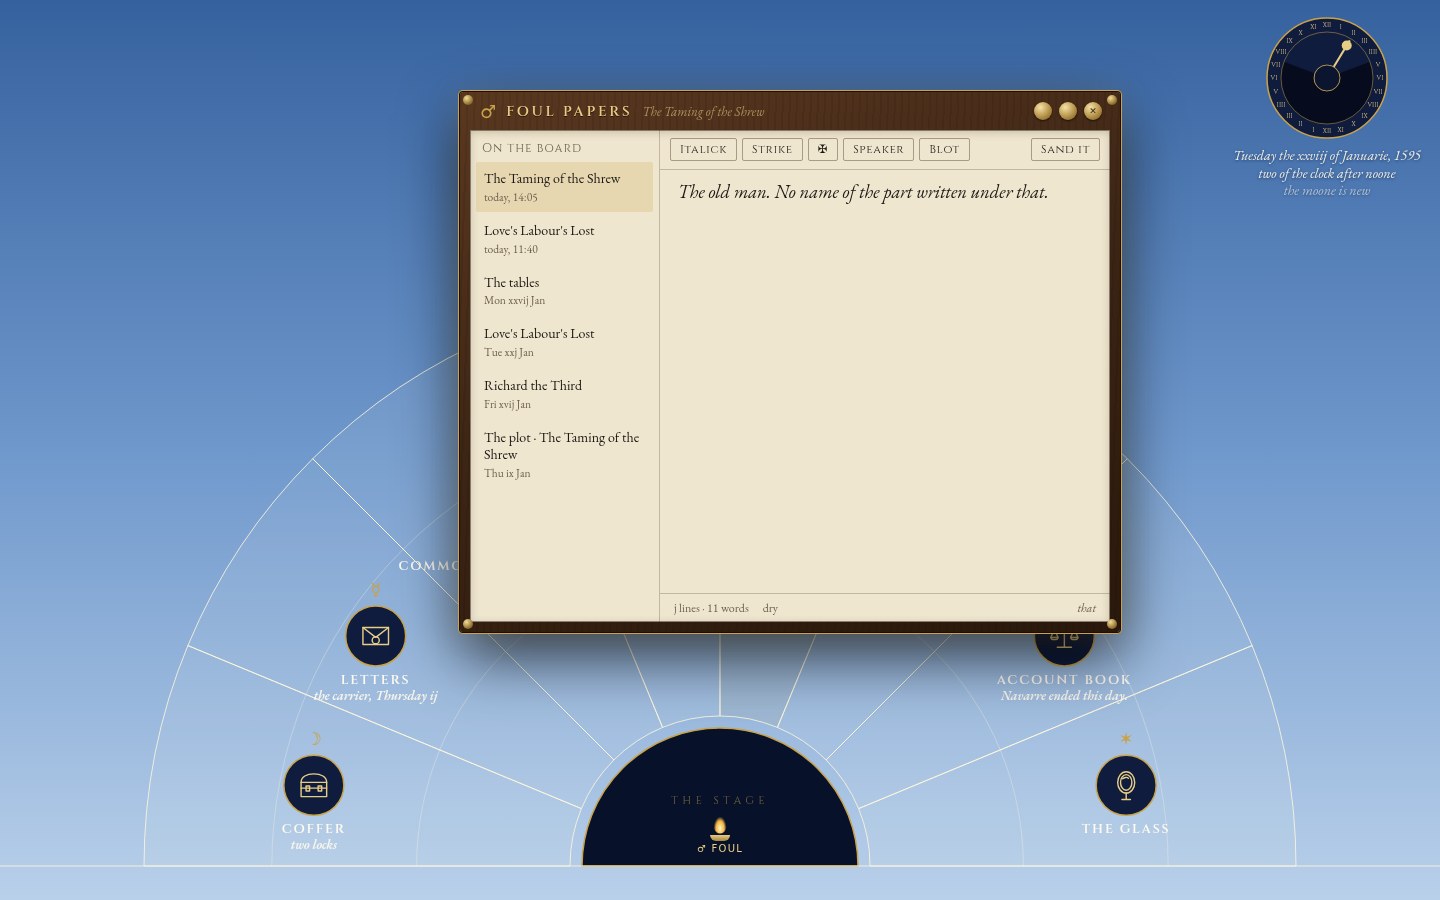 FOUL PAPERS The Taming of the Shrew
ON THE BOARD
The Taming of the Shrew
today, 14:05
Love's Labour's Lost
today, 11:40
The tables
Mon xxvij Jan
Love's Labour's Lost
Tue xxj Jan
Richard the Third
Fri xvij Jan
The plot · The Taming of the
Shrew
Thu ix Jan
ITALICK STRIKE ✠ SPEAKER BLOT SAND IT
The old man. No name of the part written under that.
j lines · 11 words dry that
Tuesday the xxviij of Januarie, 1595
two of the clock after noone
the moone is new
COMMO
LETTERS
the carrier, Thursday ij
COFFER
two locks
THE STAGE
♂ FOUL
ACCOUNT BOOK
Navarre ended this day.
THE GLASS